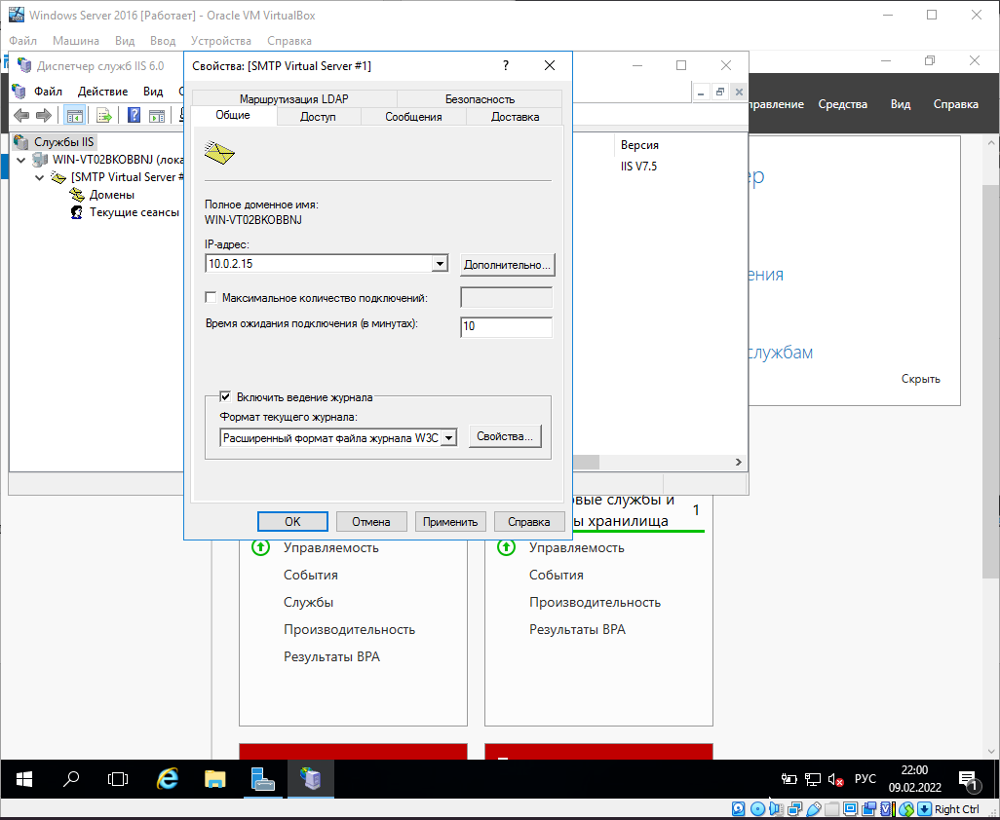 Windows Server 2016 [Работает] - Oracle VM VirtualBox
Файл Машина Вид Ввод Устройства Справка
Диспетчер служб IIS 6.0
Файл Действие Вид
Службы IIS
WIN-VT02BKOBBNJ (лока
[SMTP Virtual Server #
Домены
Текущие сеансы
Свойства: [SMTP Virtual Server #1]
Маршрутизация LDAP Безопасность
Общие Доступ Сообщения Доставка
Полное доменное имя:
WIN-VT02BKOBBNJ
IP-адрес:
10.0.2.15 Дополнительно...
Максимальное количество подключений:
Время ожидания подключения (в минутах): 10
Включить ведение журнала
Формат текущего журнала:
Расширенный формат файла журнала W3C Свойства...
ОК Отмена Применить Справка
Версия
IIS V7.5
правление Средства Вид Справка
ер
ения
службам
Скрыть
вые службы и
ы хранилища 1
Управляемость
События
Службы
Производительность
Результаты BPA
Управляемость
События
Производительность
Результаты BPA
РУС
22:00
09.02.2022
1
Right Ctrl